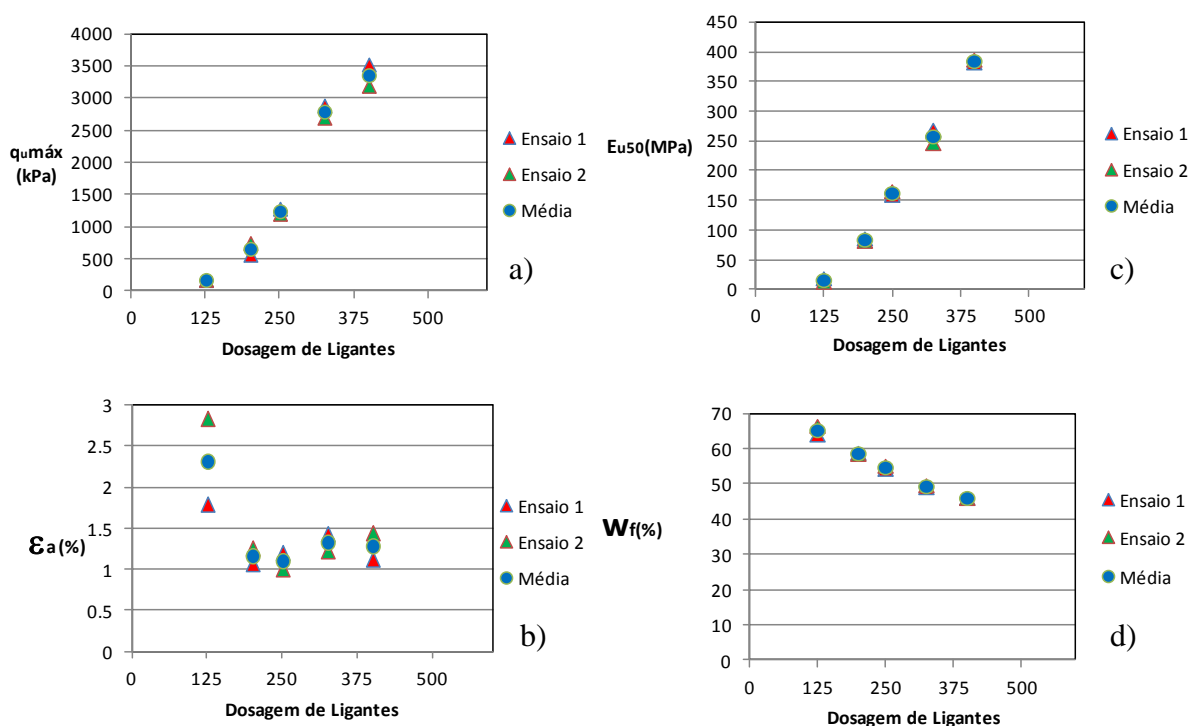 4000
3500
3000
2500
2000
1500
1000
500
0
qumáx
(kPa)
0 125 250 375 500
Dosagem de Ligantes
Ensaio 1
Ensaio 2
Média
a)
450
400
350
300
250
200
150
100
50
0
Eu50(MPa)
0 125 250 375 500
Dosagem de Ligantes
Ensaio 1
Ensaio 2
Média
c)
3
2.5
2
1.5
1
0.5
0
εa(%)
0 125 250 375 500
Dosagem de Ligantes
Ensaio 1
Ensaio 2
Média
b)
70
60
50
40
30
20
10
0
Wf(%)
0 125 250 375 500
Dosagem de Ligantes
Ensaio 1
Ensaio 2
Média
d)